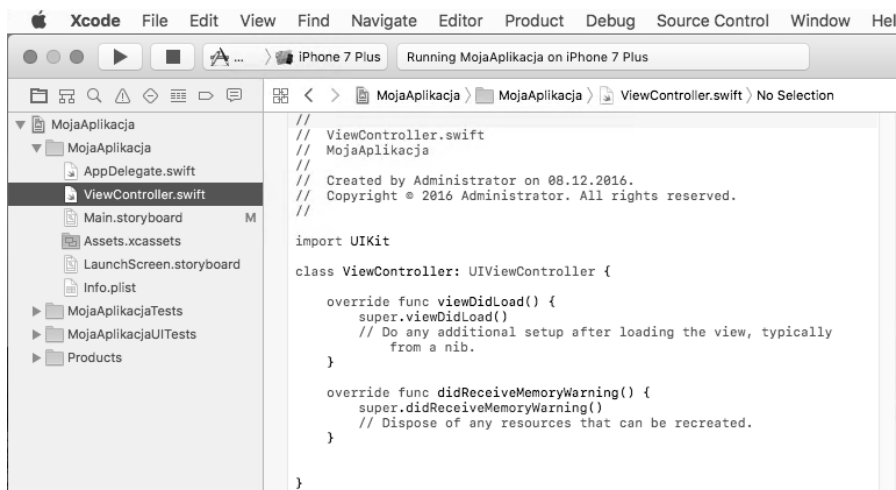 Xcode File Edit View Find Navigate Editor Product Debug Source Control Window Hel
... iPhone 7 Plus Running MojaAplikacja on iPhone 7 Plus
MojaAplikacja MojaAplikacja ViewController.swift No Selection
MojaAplikacja
MojaAplikacja
AppDelegate.swift
ViewController.swift
Main.storyboard M
Assets.xcassets
LaunchScreen.storyboard
Info.plist
MojaAplikacjaTests
MojaAplikacjaUITests
Products
//
// ViewController.swift
// MojaAplikacja
//
// Created by Administrator on 08.12.2016.
// Copyright © 2016 Administrator. All rights reserved.
//
import UIKit
class ViewController: UIViewController {
override func viewDidLoad() {
super.viewDidLoad()
// Do any additional setup after loading the view, typically
from a nib.
}
override func didReceiveMemoryWarning() {
super.didReceiveMemoryWarning()
// Dispose of any resources that can be recreated.
}
}